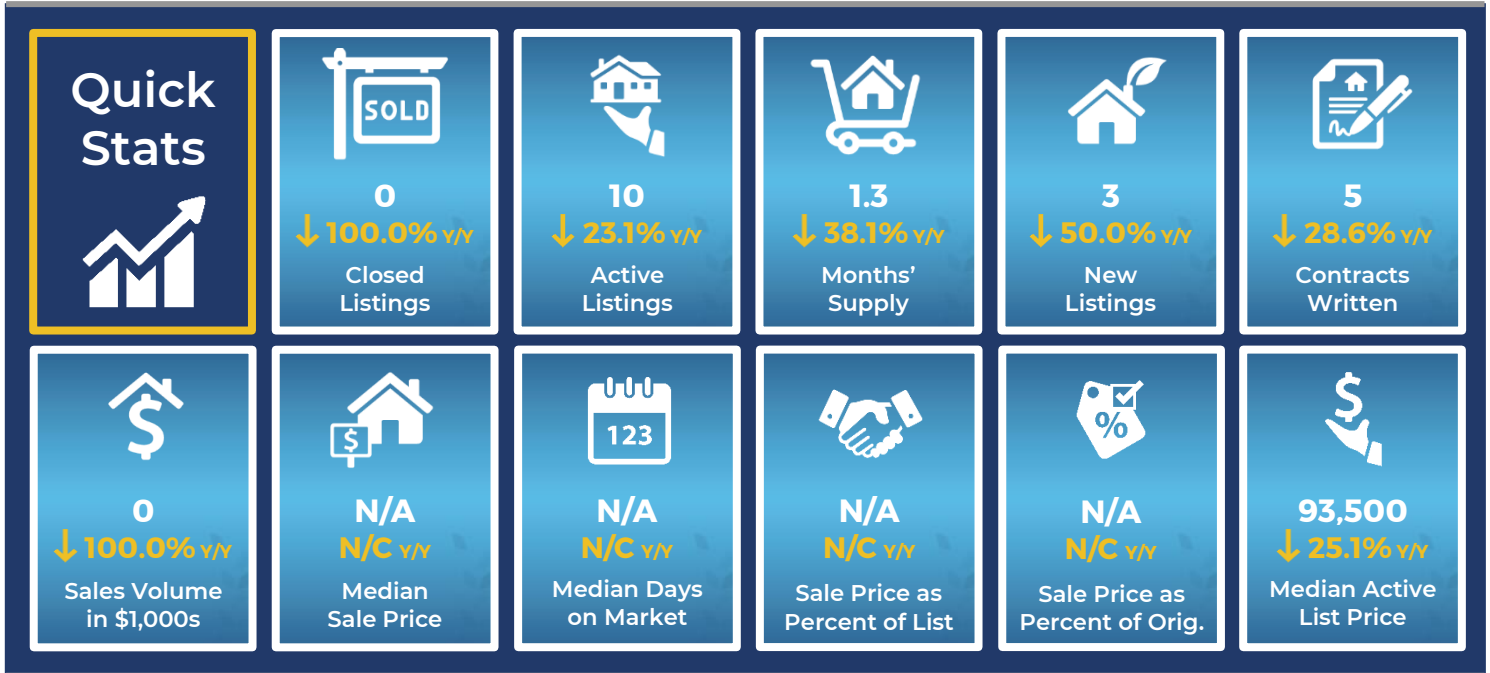 Quick
Stats
SOLD
0
↓ 100.0% Y/Y
Closed
Listings
10
↓ 23.1% Y/Y
Active
Listings
1.3
↓ 38.1% Y/Y
Months’
Supply
3
↓ 50.0% Y/Y
New
Listings
5
↓ 28.6% Y/Y
Contracts
Written
$
0
↓ 100.0% Y/Y
Sales Volume
in $1,000s
$
N/A
N/C Y/Y
Median
Sale Price
123
N/A
N/C Y/Y
Median Days
on Market
N/A
N/C Y/Y
Sale Price as
Percent of List
%
N/A
N/C Y/Y
Sale Price as
Percent of Orig.
$
93,500
↓ 25.1% Y/Y
Median Active
List Price